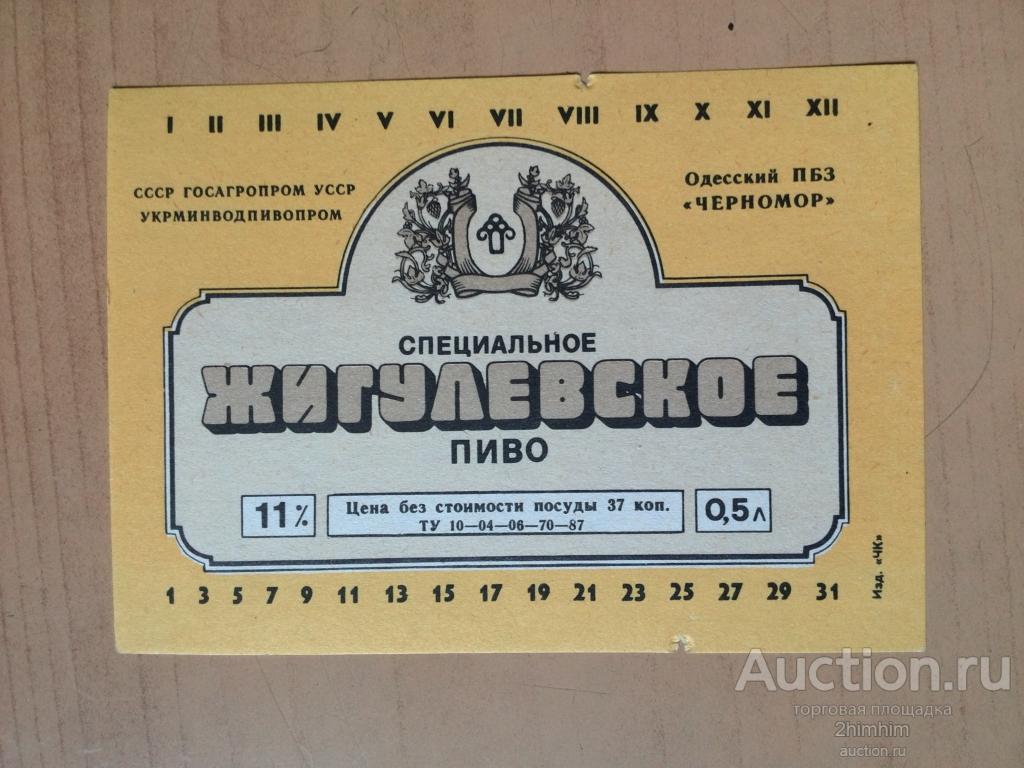 I II III IV V VI VII VIII IX X XI XII
СССР ГОСАГРОПРОМ УССР
УКРМИНВОДПИВОПРОМ
Одесский ПБЗ
«ЧЕРНОМОР»
СПЕЦИАЛЬНОЕ
ЖИГУЛЕВСКОЕ
ПИВО
11%
Цена без стоимости посуды 37 коп.
ТУ 10—04—06—70—87
0,5л
Изд. «ЧК»
1 3 5 7 9 11 13 15 17 19 21 23 25 27 29 31
Auction.ru
торговая площадка
2himhim
auction.ru